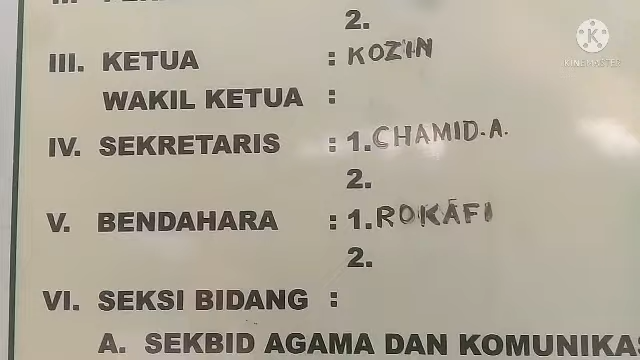 2.
III. KETUA : KOZIN
WAKIL KETUA :
IV. SEKRETARIS : 1. CHAMID.A.
2.
V. BENDAHARA : 1. ROKAFI
2.
VI. SEKSI BIDANG :
A. SEKBID AGAMA DAN KOMUNIKA
KINEMASTER